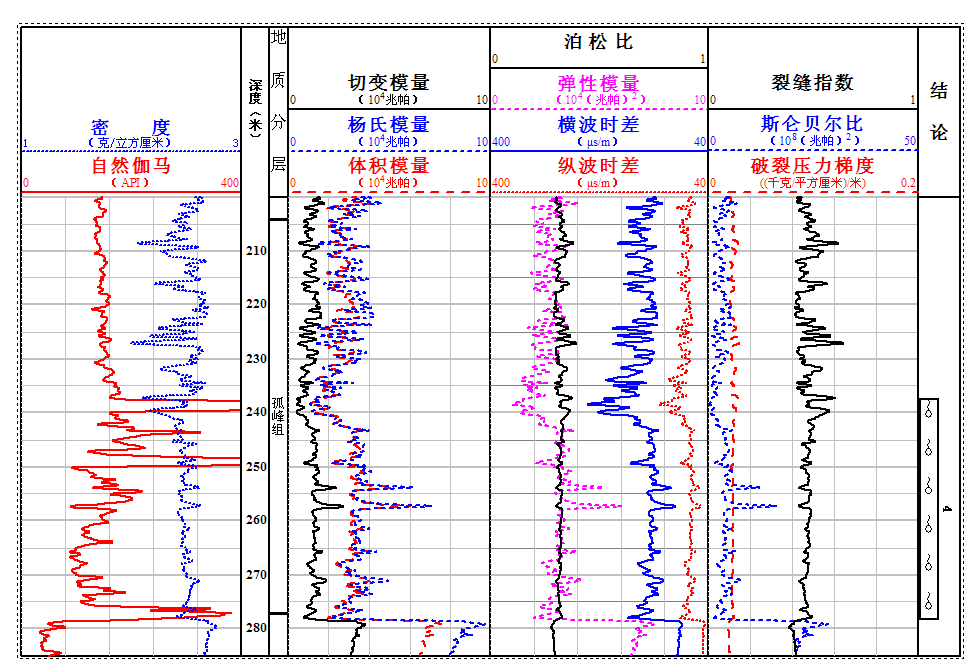 密 度
1 （克/立方厘米） 3
自然伽马
0 （API） 400
深度（米）
地质分层
切变模量
0 （10⁴兆帕） 10
杨氏模量
0 （10⁴兆帕） 10
体积模量
0 （10⁴兆帕） 10
泊松比
0 1
弹性模量
0 （10⁴（兆帕）²） 10
横波时差
400 （μs/m） 40
纵波时差
400 （μs/m） 40
裂缝指数
0 1
斯仑贝尔比
0 （10⁸（兆帕）²） 50
破裂压力梯度
0 （(千克/平方厘米)/米） 0.2
结论
210
220
230
240
250
260
270
280
孤峰组
4